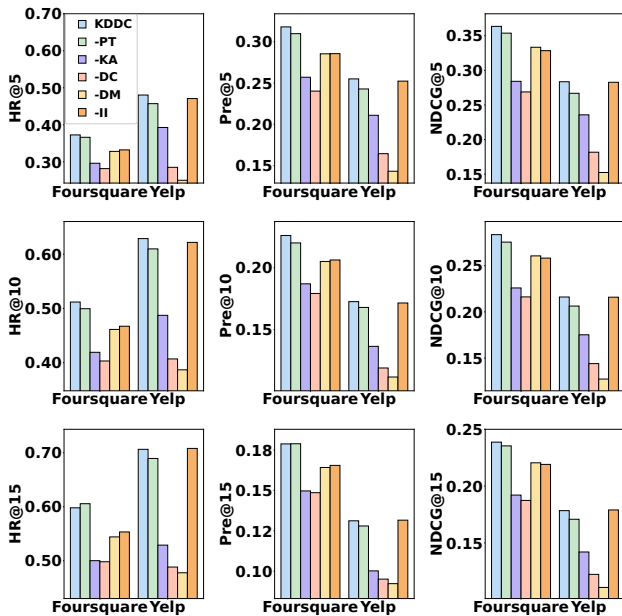 HR@5
0.70
0.60
0.50
0.40
0.30
KDDC
-PT
-KA
-DC
-DM
-II
Foursquare Yelp
Pre@5
0.30
0.25
0.20
0.15
Foursquare Yelp
NDCG@5
0.35
0.30
0.25
0.20
0.15
Foursquare Yelp
HR@10
0.60
0.50
0.40
Foursquare Yelp
Pre@10
0.20
0.15
Foursquare Yelp
NDCG@10
0.25
0.20
0.15
Foursquare Yelp
HR@15
0.70
0.60
0.50
Foursquare Yelp
Pre@15
0.18
0.15
0.12
0.10
Foursquare Yelp
NDCG@15
0.25
0.20
0.15
Foursquare Yelp